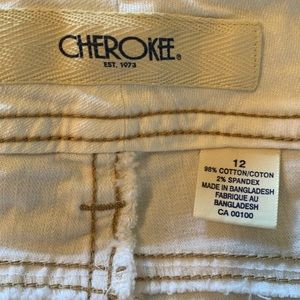 CHEROKEE®
EST. 1973
12
98% COTTON/COTON
2% SPANDEX
MADE IN BANGLADESH
FABRIQUE AU
BANGLADESH
CA 00100